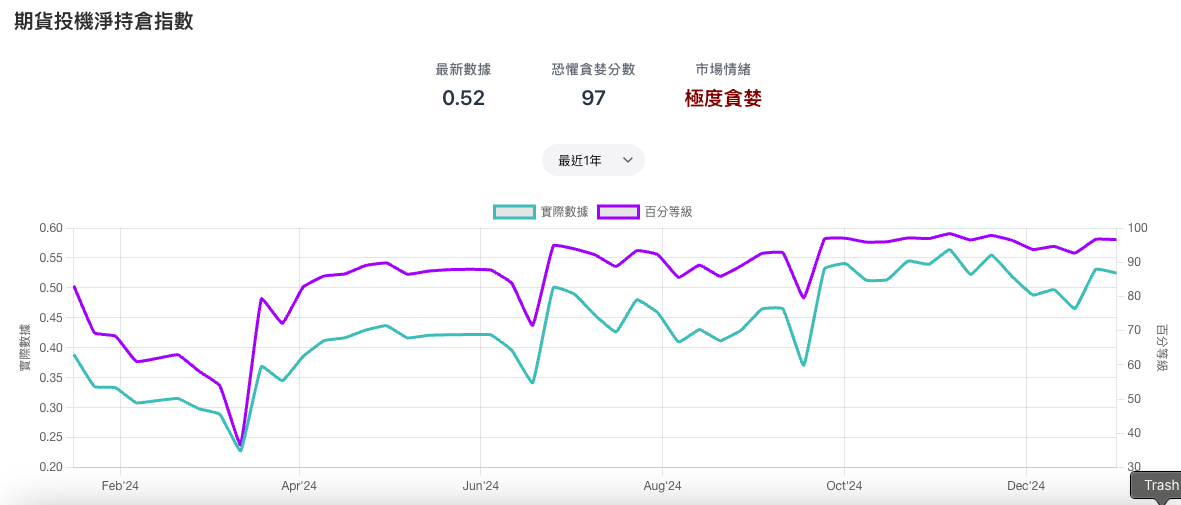 期貨投機淨持倉指數
最新數據 恐懼貪婪分數 市場情緒
0.52 97 極度貪婪
最近1年
實際數據 百分等級
0.60 100
0.55 90
0.50 80
0.45 70
0.40 60
0.35 50
0.30 40
0.25 30
0.20
實際數據
百分等級
Feb'24 Apr'24 Jun'24 Aug'24 Oct'24 Dec'24
Trash